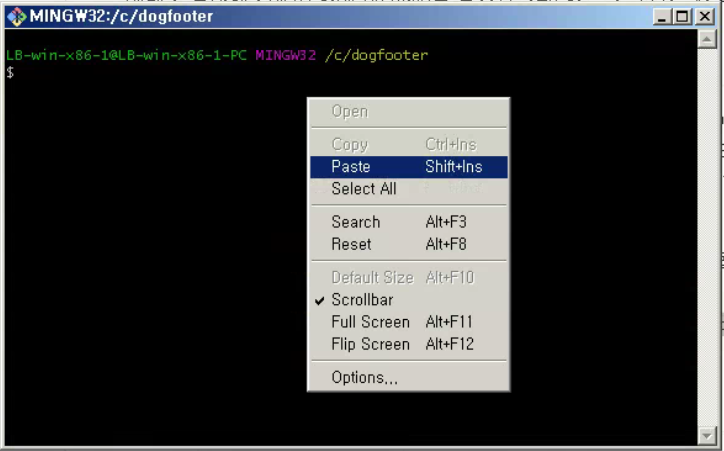 MINGW32:/c/dogfooter
LB-win-x86-1@LB-win-x86-1-PC MINGW32 /c/dogfooter
$
Open
Copy Ctrl+Ins
Paste Shift+Ins
Select All
Search Alt+F3
Reset Alt+F8
Default Size Alt+F10
✔ Scrollbar
Full Screen Alt+F11
Flip Screen Alt+F12
Options...